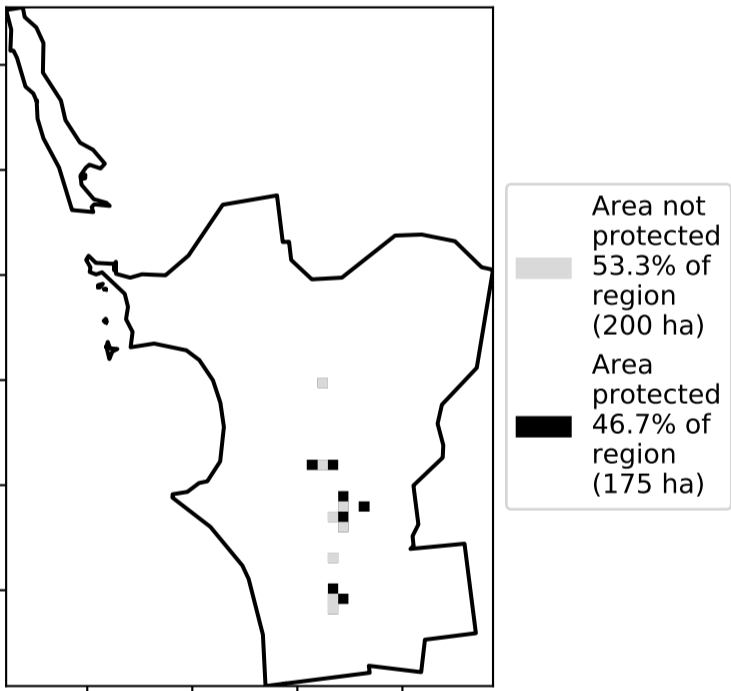 Area not
protected
53.3% of
region
(200 ha)
Area
protected
46.7% of
region
(175 ha)